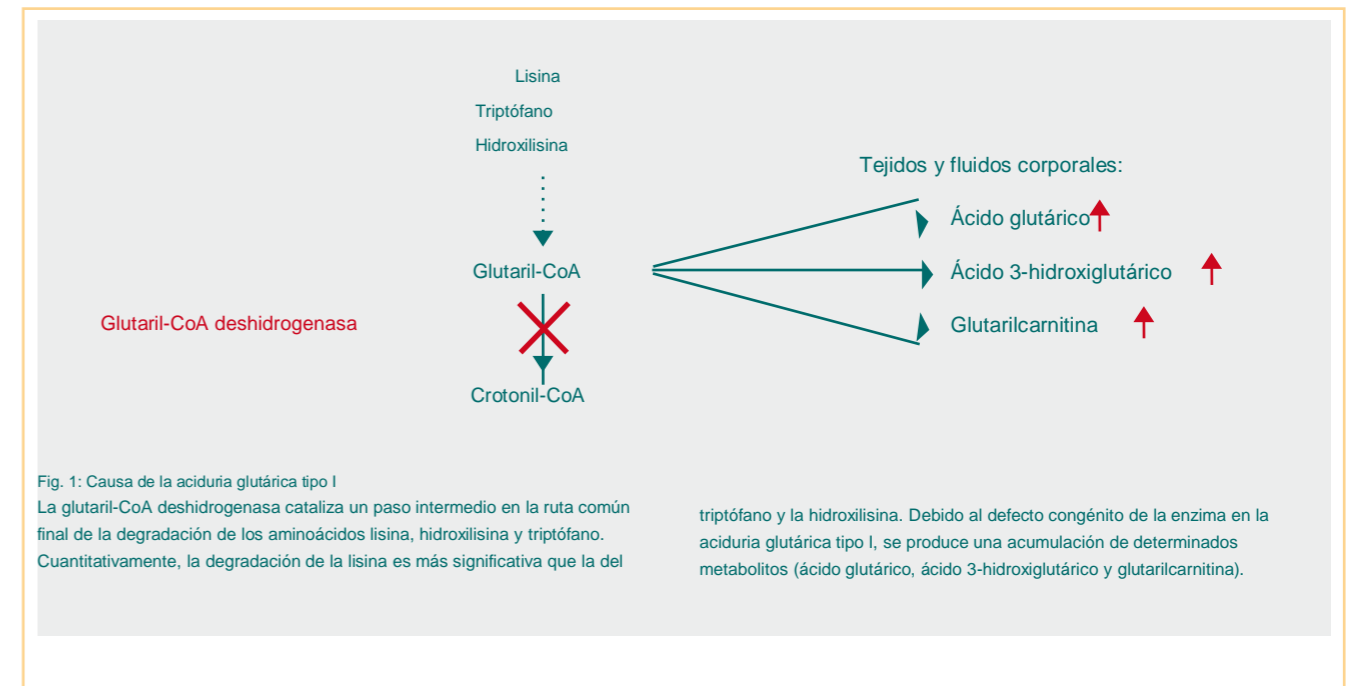 Lisina
Triptófano
Hidroxilisina
Glutaril-CoA
Glutaril-CoA deshidrogenasa
Crotonil-CoA
Tejidos y fluidos corporales:
Ácido glutárico
Ácido 3-hidroxiglutárico
Glutarilcarnitina
Fig. 1: Causa de la aciduria glutárica tipo I
La glutaril-CoA deshidrogenasa cataliza un paso intermedio en la ruta común
final de la degradación de los aminoácidos lisina, hidroxilisina y triptófano.
Cuantitativamente, la degradación de la lisina es más significativa que la del
triptófano y la hidroxilisina. Debido al defecto congénito de la enzima en la
aciduria glutárica tipo I, se produce una acumulación de determinados
metabolitos (ácido glutárico, ácido 3-hidroxiglutárico y glutarilcarnitina).